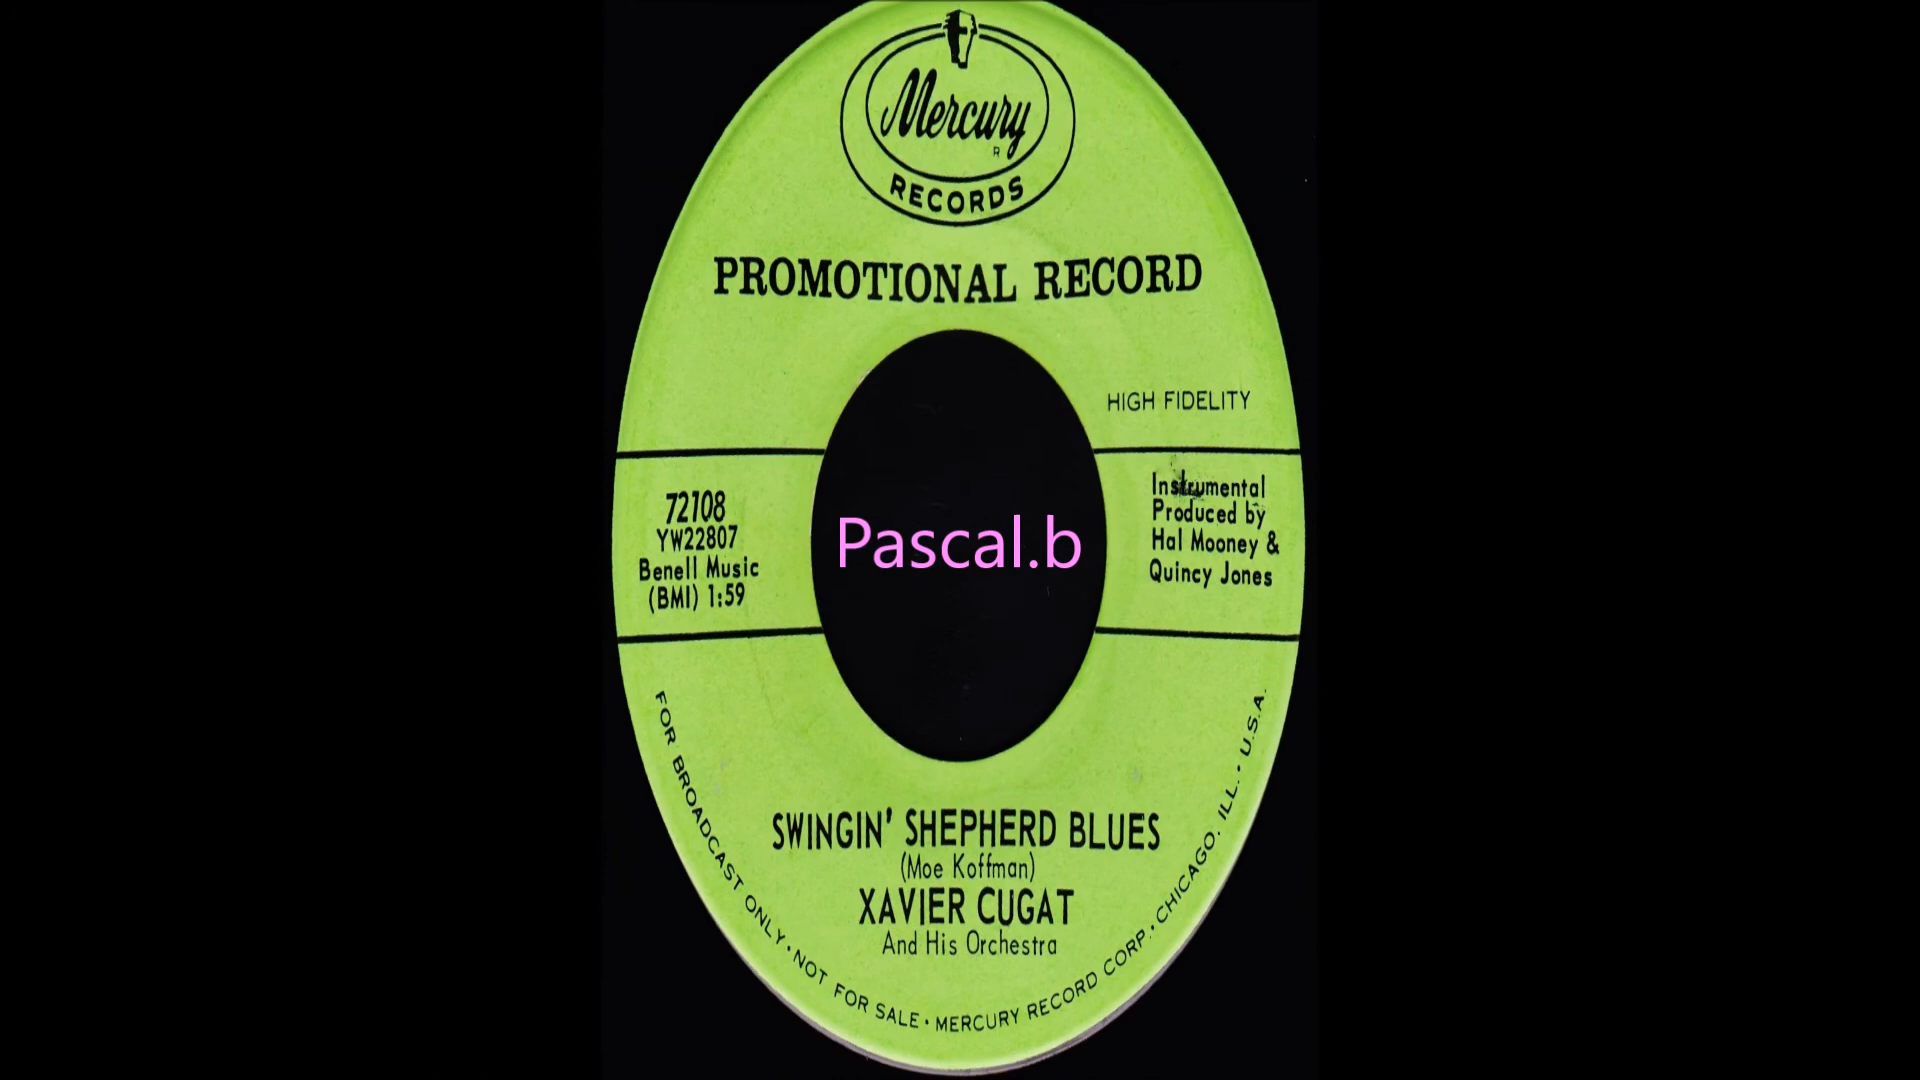 Mercury
R
RECORDS
PROMOTIONAL RECORD
HIGH FIDELITY
72108
YW22807
Benell Music
(BMI) 1:59
Pascal.b
Instrumental
Produced by
Hal Mooney &
Quincy Jones
SWINGIN' SHEPHERD BLUES
(Moe Koffman)
XAVIER CUGAT
And His Orchestra
FOR BROADCAST ONLY • NOT FOR SALE • MERCURY RECORD CORP. • CHICAGO, ILL. • U.S.A.